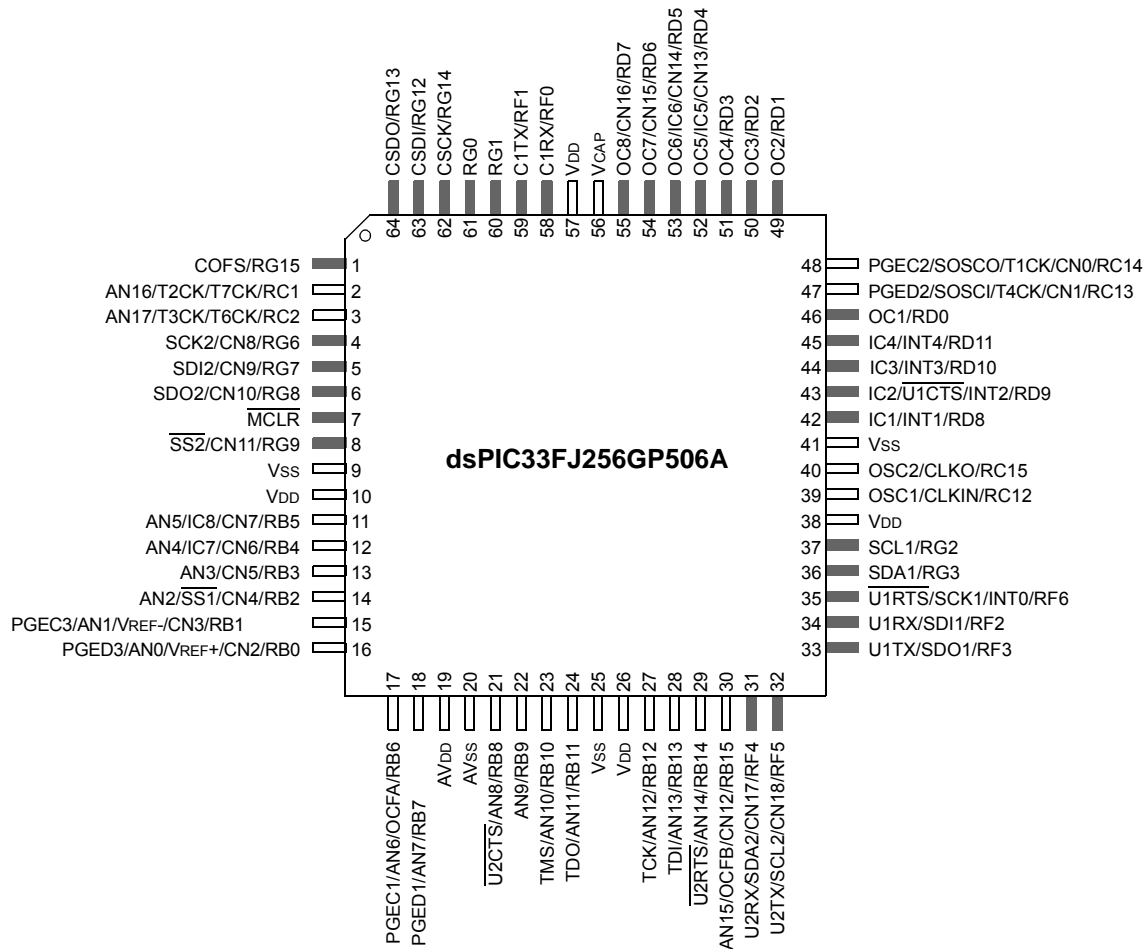 CSDO/RG13
CSDI/RG12
CSCK/RG14
RG0
RG1
C1TX/RF1
C1RX/RF0
VDD
VCAP
OC8/CN16/RD7
OC7/CN15/RD6
OC6/IC6/CN14/RD5
OC5/IC5/CN13/RD4
OC4/RD3
OC3/RD2
OC2/RD1
64 63 62 61 60 59 58 57 56 55 54 53 52 51 50 49
COFS/RG15 1
AN16/T2CK/T7CK/RC1 2
AN17/T3CK/T6CK/RC2 3
SCK2/CN8/RG6 4
SDI2/CN9/RG7 5
SDO2/CN10/RG8 6
MCLR 7
SS2/CN11/RG9 8
VSS 9
VDD 10
AN5/IC8/CN7/RB5 11
AN4/IC7/CN6/RB4 12
AN3/CN5/RB3 13
AN2/SS1/CN4/RB2 14
PGEC3/AN1/VREF-/CN3/RB1 15
PGED3/AN0/VREF+/CN2/RB0 16
dsPIC33FJ256GP506A
48 PGEC2/SOSCO/T1CK/CN0/RC14
47 PGED2/SOSCI/T4CK/CN1/RC13
46 OC1/RD0
45 IC4/INT4/RD11
44 IC3/INT3/RD10
43 IC2/U1CTS/INT2/RD9
42 IC1/INT1/RD8
41 VSS
40 OSC2/CLKO/RC15
39 OSC1/CLKIN/RC12
38 VDD
37 SCL1/RG2
36 SDA1/RG3
35 U1RTS/SCK1/INT0/RF6
34 U1RX/SDI1/RF2
33 U1TX/SDO1/RF3
17 18 19 20 21 22 23 24 25 26 27 28 29 30 31 32
PGEC1/AN6/OCFA/RB6
PGED1/AN7/RB7
AVDD
AVSS
U2CTS/AN8/RB8
AN9/RB9
TMS/AN10/RB10
TDO/AN11/RB11
VSS
VDD
TCK/AN12/RB12
TDI/AN13/RB13
U2RTS/AN14/RB14
AN15/OCFB/CN12/RB15
U2RX/SDA2/CN17/RF4
U2TX/SCL2/CN18/RF5